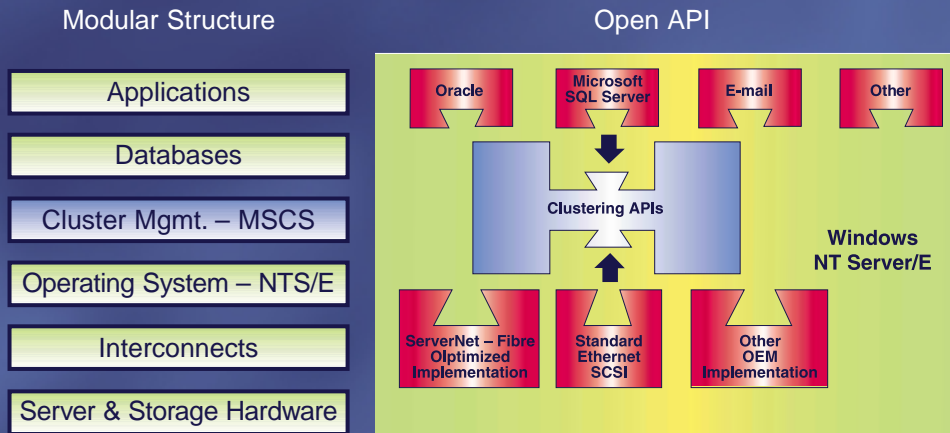 Modular Structure
Applications
Databases
Cluster Mgmt. – MSCS
Operating System – NTS/E
Interconnects
Server & Storage Hardware
Open API
Oracle
Microsoft
SQL Server
E-mail
Other
Clustering APIs
Windows
NT Server/E
ServerNet – Fibre
Olptimized
Implementation
Standard
Ethernet
SCSI
Other
OEM
Implementation